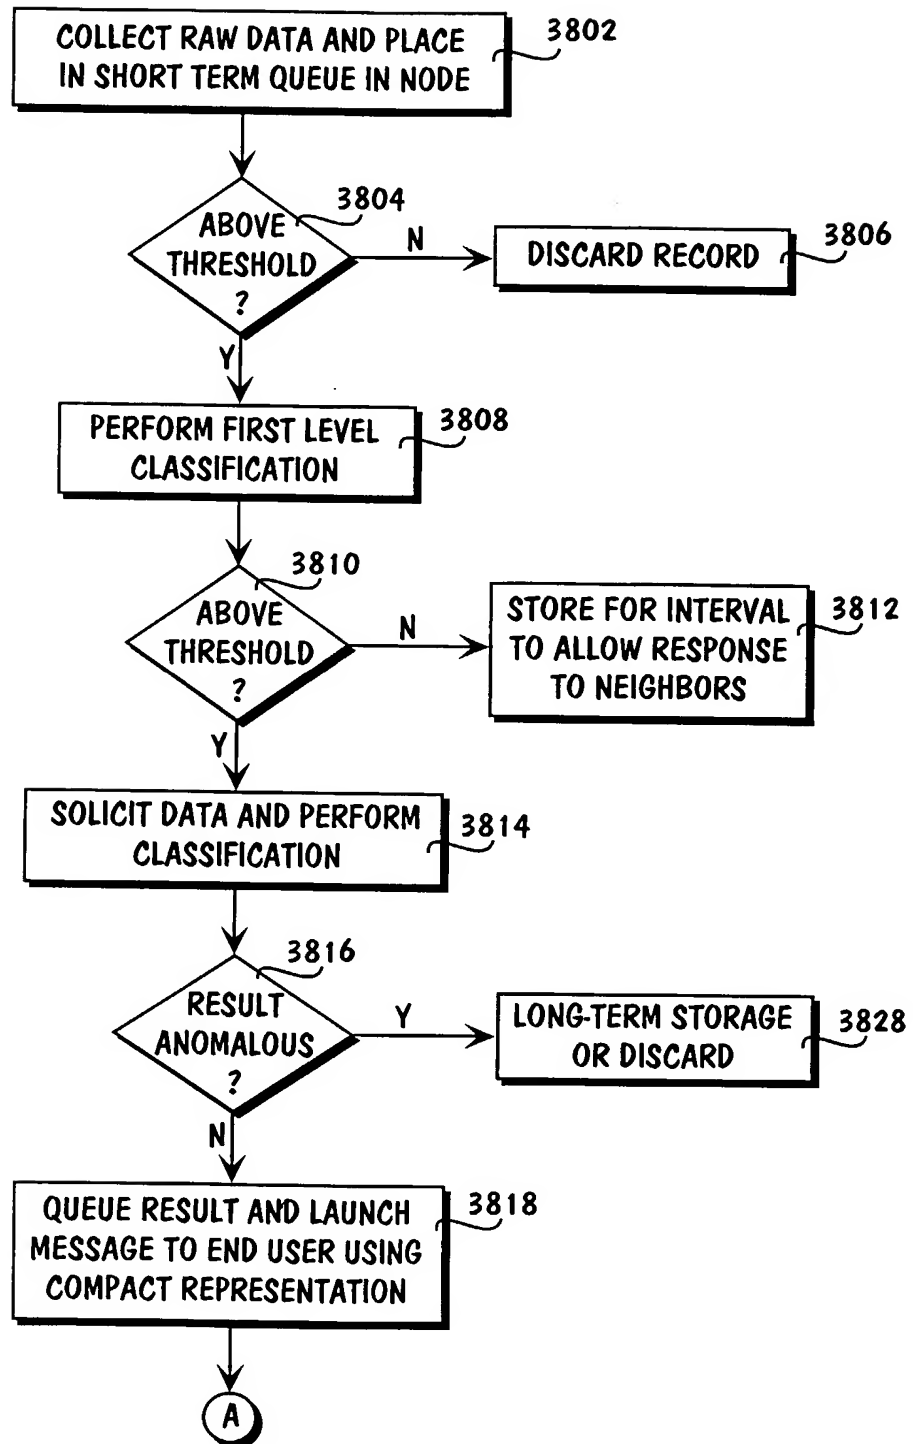 COLLECT RAW DATA AND PLACE
IN SHORT TERM QUEUE IN NODE
3802
ABOVE
THRESHOLD
?
3804
N
DISCARD RECORD
3806
Y
PERFORM FIRST LEVEL
CLASSIFICATION
3808
ABOVE
THRESHOLD
?
3810
N
STORE FOR INTERVAL
TO ALLOW RESPONSE
TO NEIGHBORS
3812
Y
SOLICIT DATA AND PERFORM
CLASSIFICATION
3814
RESULT
ANOMALOUS
?
3816
Y
LONG-TERM STORAGE
OR DISCARD
3828
N
QUEUE RESULT AND LAUNCH
MESSAGE TO END USER USING
COMPACT REPRESENTATION
3818
A